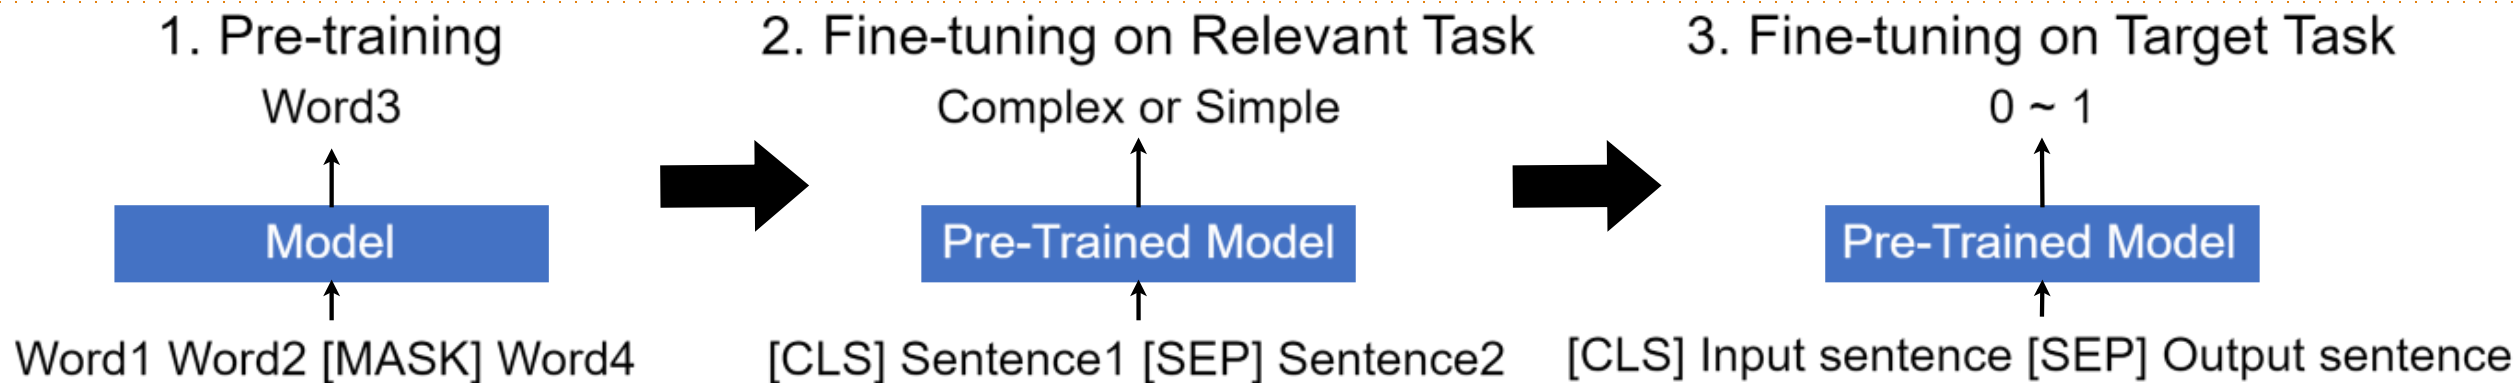 1. Pre-training
Word3
Model
Word1 Word2 [MASK] Word4
2. Fine-tuning on Relevant Task
Complex or Simple
Pre-Trained Model
[CLS] Sentence1 [SEP] Sentence2
3. Fine-tuning on Target Task
0 ~ 1
Pre-Trained Model
[CLS] Input sentence [SEP] Output sentence